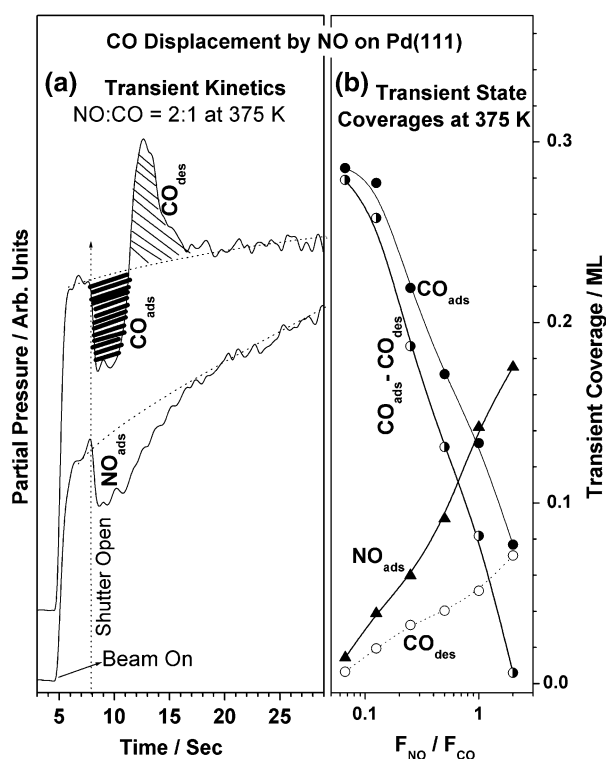 CO Displacement by NO on Pd(111)
(a)
Transient Kinetics
NO:CO = 2:1 at 375 K
CO_des
CO_ads
NO_ads
Shutter Open
Beam On
Partial Pressure / Arb. Units
5 10 15 20 25
Time / Sec
(b)
Transient State
Coverages at 375 K
CO_ads
CO_ads - CO_des
NO_ads
CO_des
0.3
0.2
0.1
0.0
Transient Coverage / ML
0.1 1
F_NO / F_CO